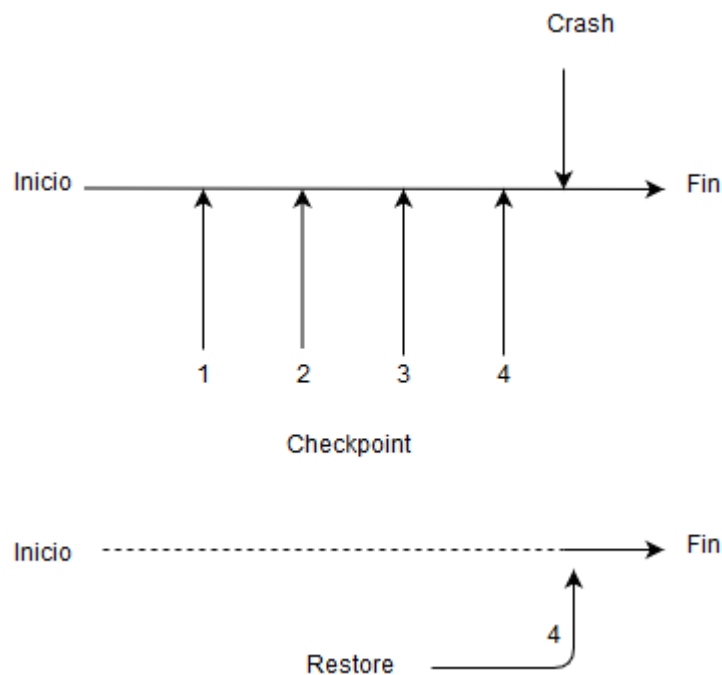 Crash
Inicio
Fin
1
2
3
4
Checkpoint
Inicio
Fin
4
Restore